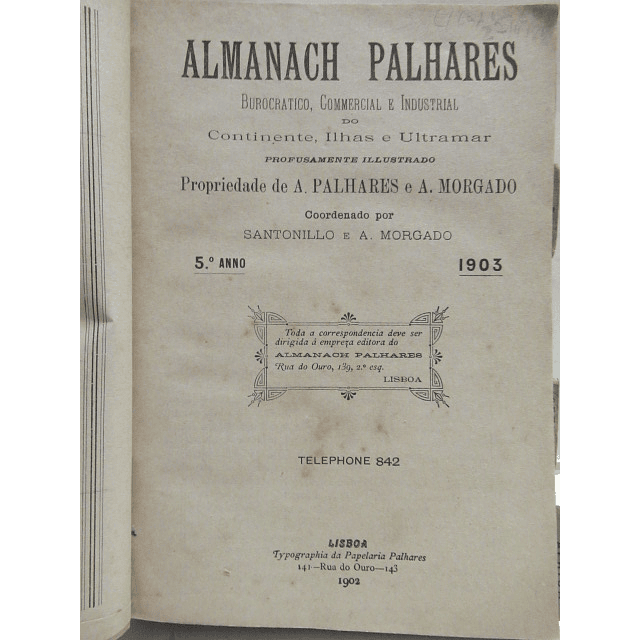 ALMANACH PALHARES
BUROCRATICO, COMMERCIAL E INDUSTRIAL
DO
Continente, Ilhas e Ultramar
PROFUSAMENTE ILLUSTRADO
Propriedade de A. PALHARES e A. MORGADO
Coordenado por
SANTONILLO E A. MORGADO
5.º ANNO 1903
Toda a correspondencia deve ser
dirigida á empreza editora do
ALMANACH PALHARES
Rua do Ouro, 139, 2.º esq.
LISBOA
TELEPHONE 842
LISBOA
Typographia da Papelaria Palhares
141—Rua do Ouro—143
1902